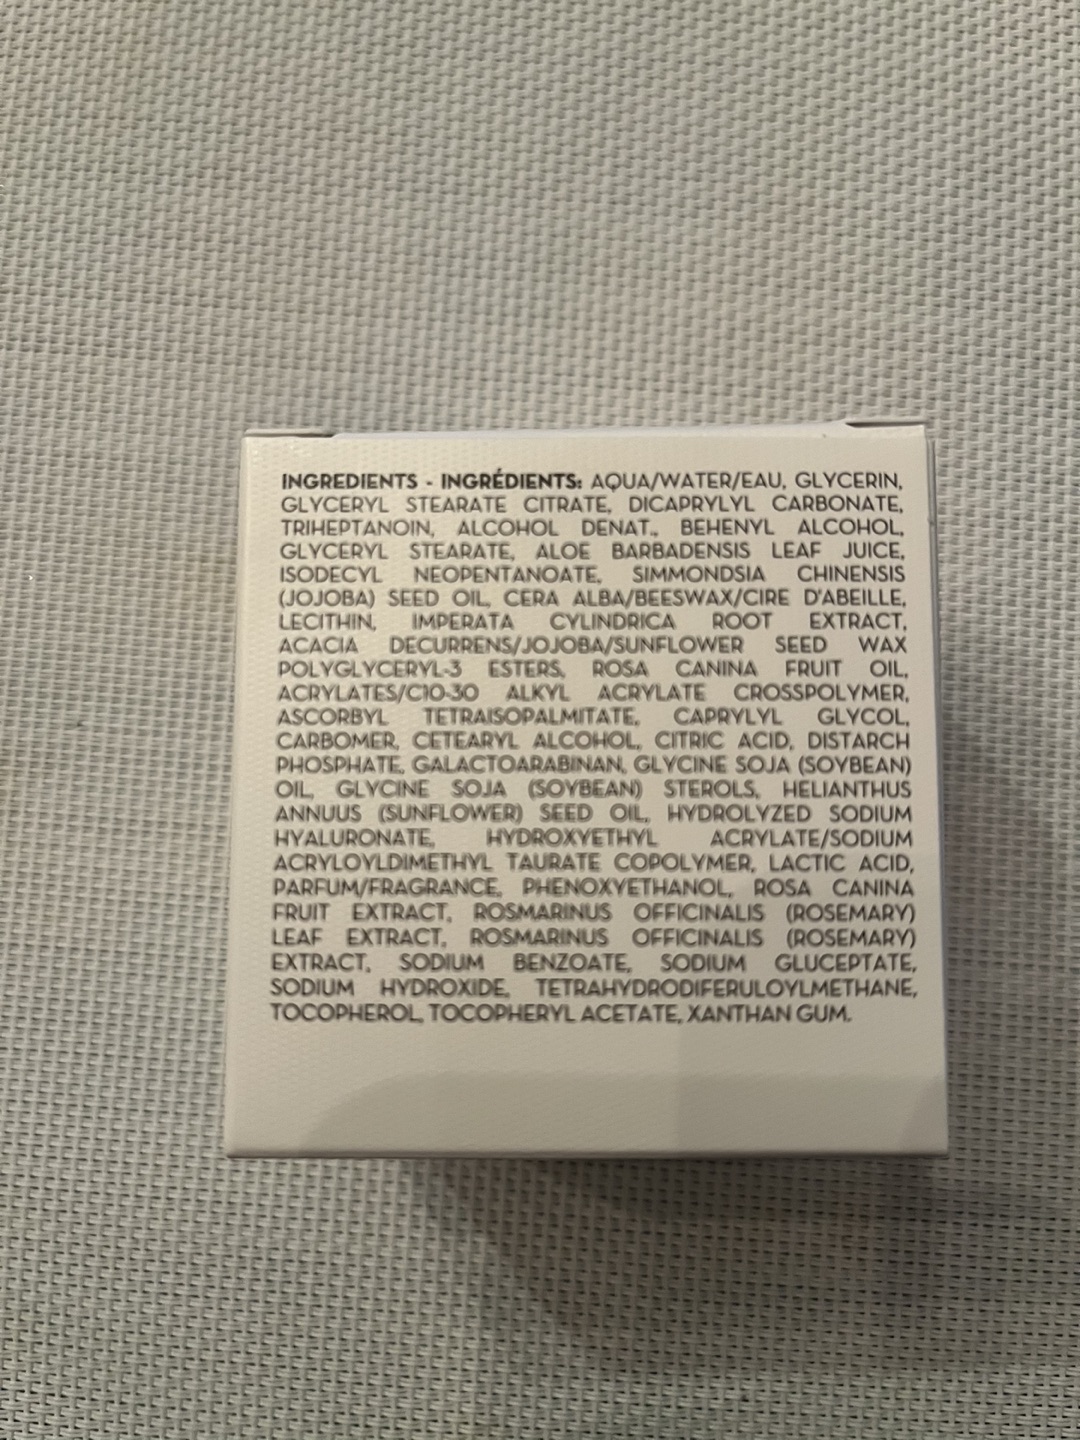 INGREDIENTS - INGRÉDIENTS: AQUA/WATER/EAU, GLYCERIN,
GLYCERYL STEARATE CITRATE, DICAPRYLYL CARBONATE,
TRIHEPTANOIN, ALCOHOL DENAT., BEHENYL ALCOHOL,
GLYCERYL STEARATE, ALOE BARBADENSIS LEAF JUICE,
ISODECYL NEOPENTANOATE, SIMMONDSIA CHINENSIS
(JOJOBA) SEED OIL, CERA ALBA/BEESWAX/CIRE D'ABEILLE,
LECITHIN, IMPERATA CYLINDRICA ROOT EXTRACT,
ACACIA DECURRENS/JOJOBA/SUNFLOWER SEED WAX
POLYGLYCERYL-3 ESTERS, ROSA CANINA FRUIT OIL,
ACRYLATES/C10-30 ALKYL ACRYLATE CROSSPOLYMER,
ASCORBYL TETRAISOPALMITATE, CAPRYLYL GLYCOL,
CARBOMER, CETEARYL ALCOHOL, CITRIC ACID, DISTARCH
PHOSPHATE, GALACTOARABINAN, GLYCINE SOJA (SOYBEAN)
OIL, GLYCINE SOJA (SOYBEAN) STEROLS, HELIANTHUS
ANNUUS (SUNFLOWER) SEED OIL, HYDROLYZED SODIUM
HYALURONATE, HYDROXYETHYL ACRYLATE/SODIUM
ACRYLOYLDIMETHYL TAURATE COPOLYMER, LACTIC ACID,
PARFUM/FRAGRANCE, PHENOXYETHANOL, ROSA CANINA
FRUIT EXTRACT, ROSMARINUS OFFICINALIS (ROSEMARY)
LEAF EXTRACT, ROSMARINUS OFFICINALIS (ROSEMARY)
EXTRACT, SODIUM BENZOATE, SODIUM GLUCEPTATE,
SODIUM HYDROXIDE, TETRAHYDRODIFERULOYLMETHANE,
TOCOPHEROL, TOCOPHERYL ACETATE, XANTHAN GUM.